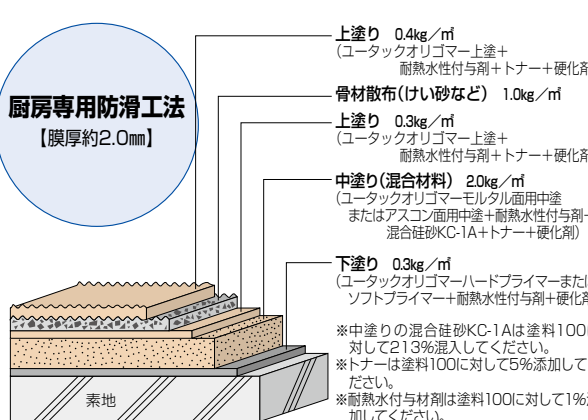 厨房専用防滑工法
【膜厚約2.0㎜】
上塗り 0.4kg／㎡
(ユータックオリゴマー上塗＋
耐熱水性付与剤＋トナー＋硬化剤
骨材散布(けい砂など) 1.0kg／㎡
上塗り 0.3kg／㎡
(ユータックオリゴマー上塗＋
耐熱水性付与剤＋トナー＋硬化剤
中塗り(混合材料) 2.0kg／㎡
(ユータックオリゴマーモルタル面用中塗
またはアスコン面用中塗＋耐熱水性付与剤＋
混合硅砂KC-1A＋トナー＋硬化剤)
下塗り 0.3kg／㎡
(ユータックオリゴマーハードプライマーまた
ソフトプライマー＋耐熱水性付与剤＋硬化剤
※中塗りの混合硅砂KC-1Aは塗料100
対して213%混入してください。
※トナーは塗料100に対して5%添加して
ださい。
※耐熱水付与材剤は塗料100に対して1%
加してください。
素地